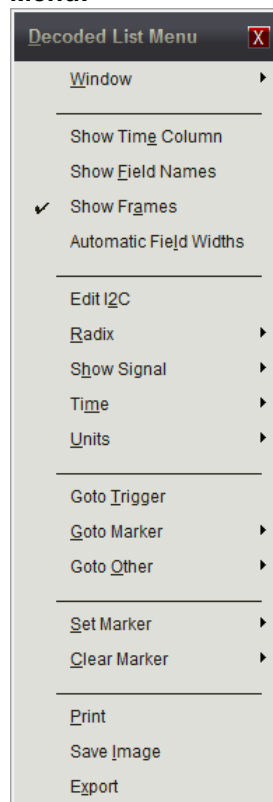 Decoded List Menu X
Window
Show Time Column
Show Field Names
Show Frames
Automatic Field Widths
Edit I2C
Radix
Show Signal
Time
Units
Goto Trigger
Goto Marker
Goto Other
Set Marker
Clear Marker
Print
Save Image
Export